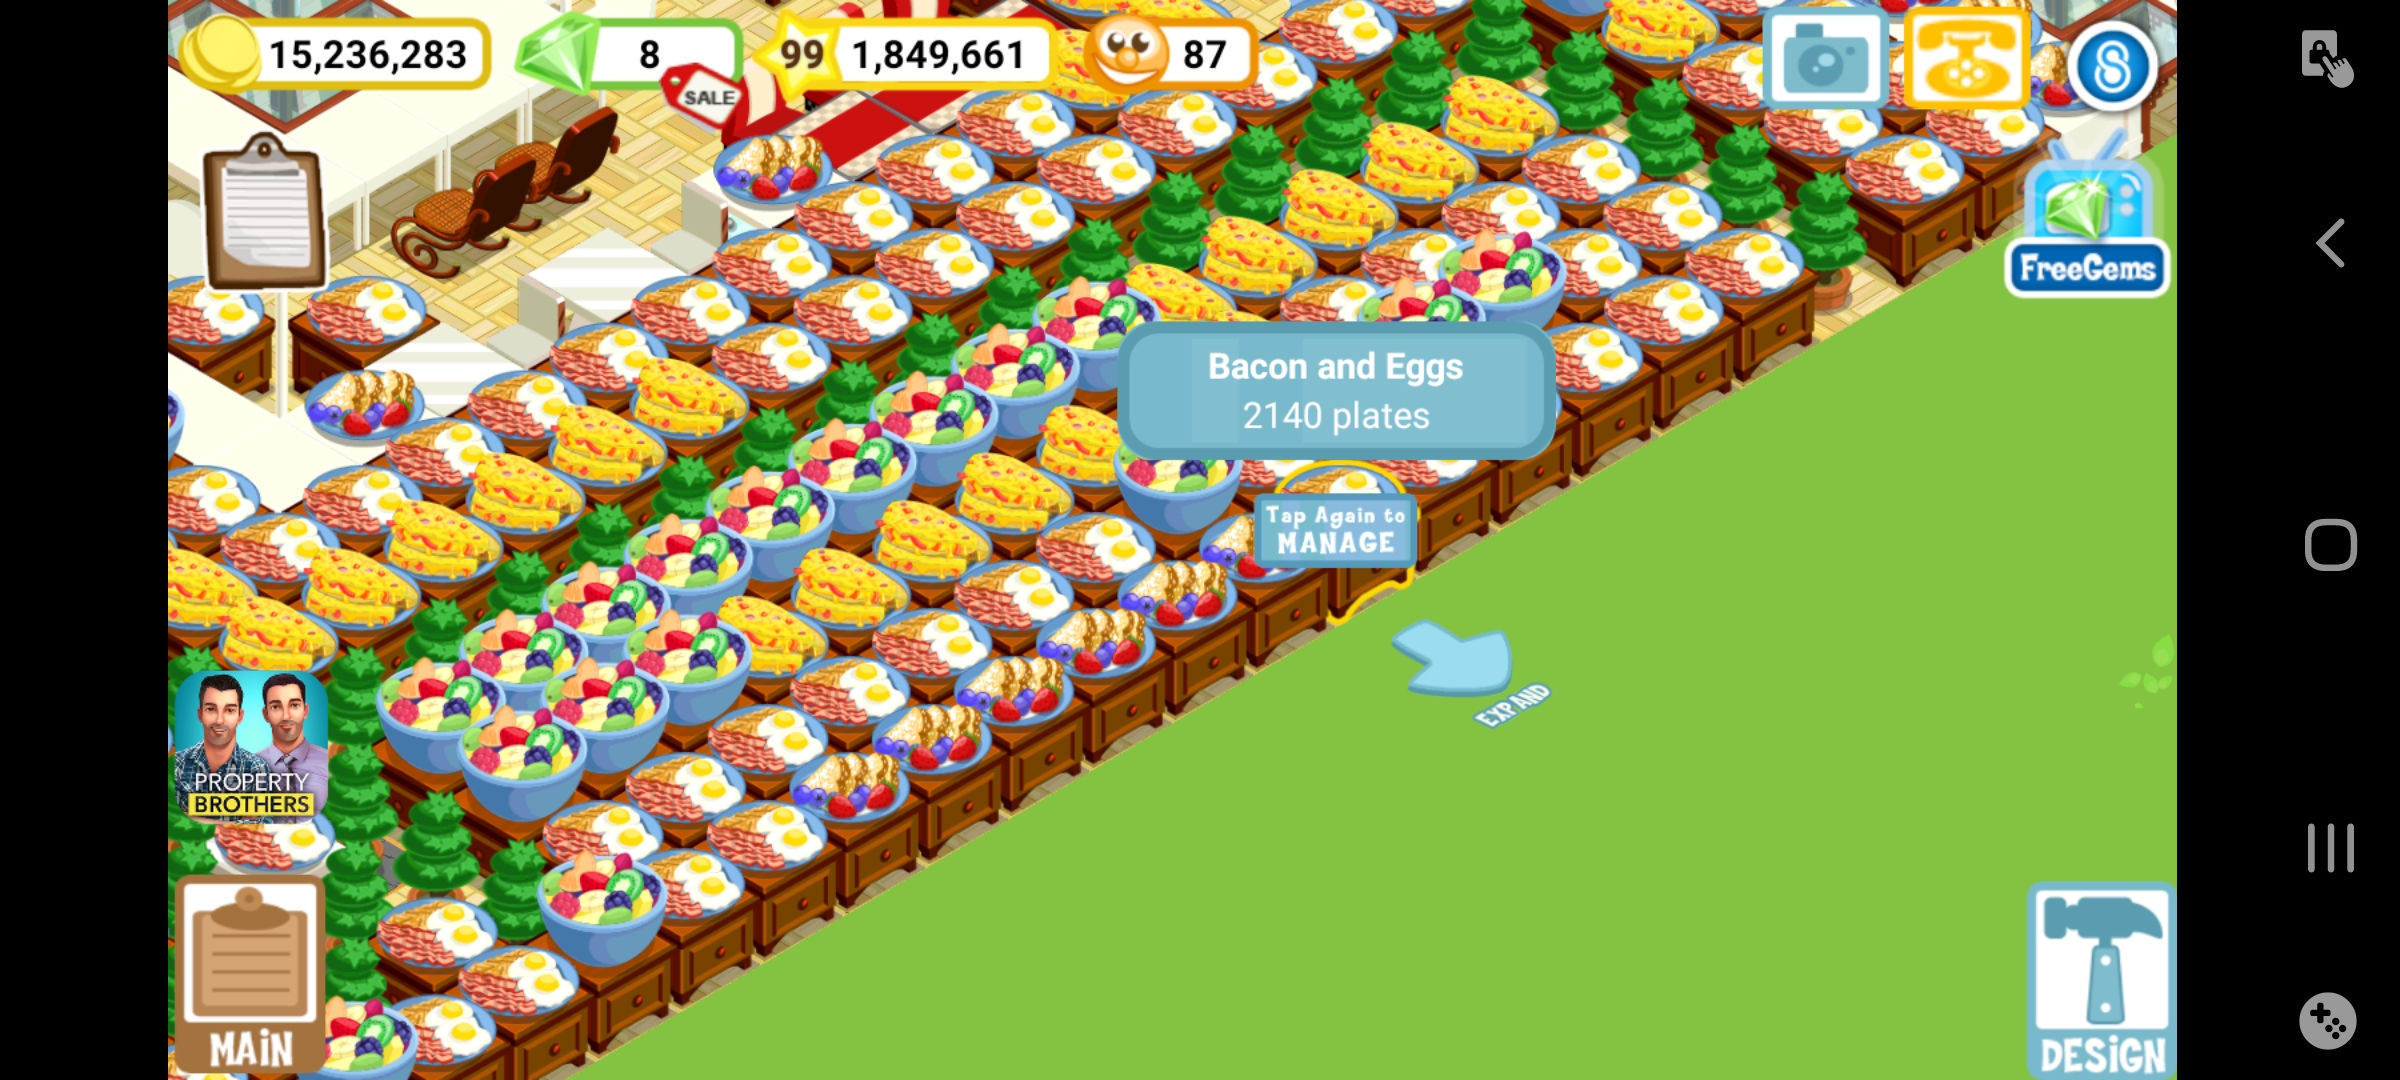 15,236,283
8
99
1,849,661
87
SALE
FreeGems
Bacon and Eggs
2140 plates
Tap Again to
MANAGE
EXPAND
PROPERTY
BROTHERS
MAiN
DESiGN